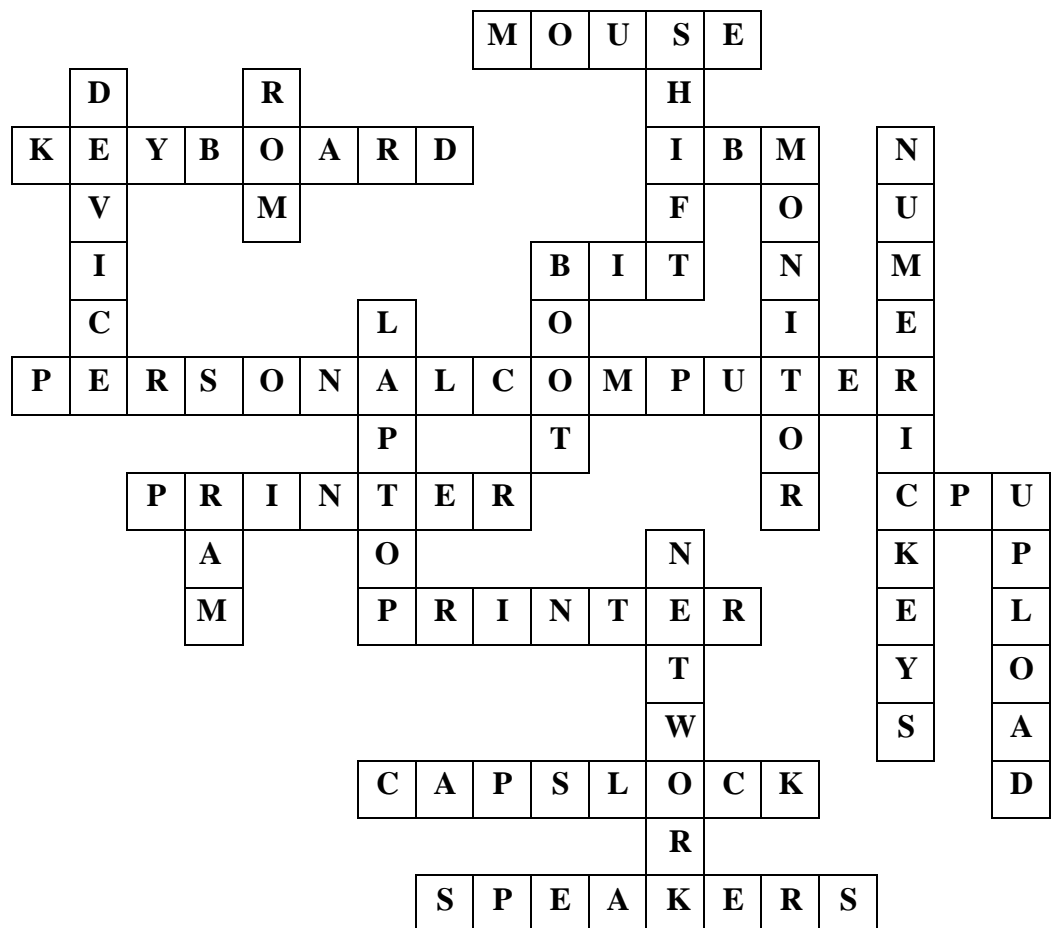 M O U S E
D R H
K E Y B O A R D I B M N
V M F O U
I B I T N M
C L O I E
P E R S O N A L C O M P U T E R
P T O I
P R I N T E R R C P U
A O N K P
M P R I N T E R E L
T Y O
W S A
C A P S L O C K D
R
S P E A K E R S